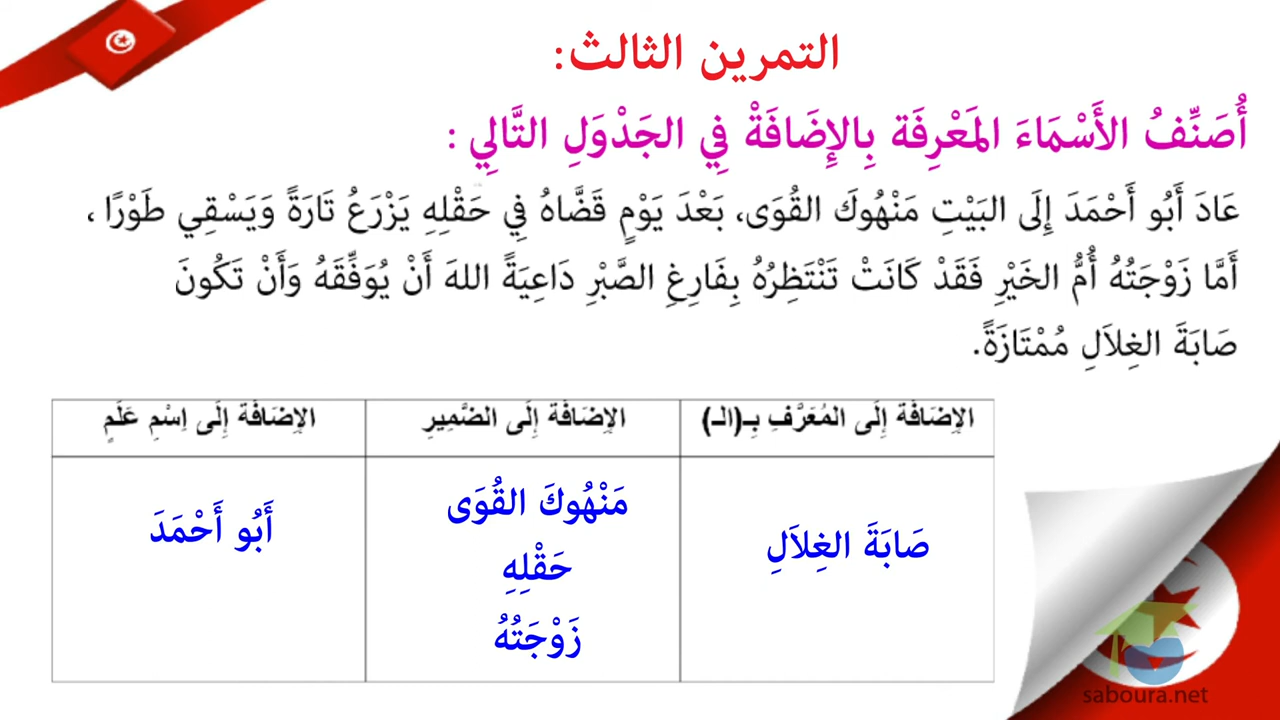 التمرين الثالث:
أُصَنِّفُ الأَسْمَاءَ المَعْرِفَة بِالإِضَافَةْ فِي الجَدْوَلِ التَّالِي :
عَادَ أَبُو أَحْمَدَ إِلَى البَيْتِ مَنْهُوكَ القُوَى، بَعْدَ يَوْمٍ قَضَّاهُ فِي حَقْلِهِ يَزْرَعُ تَارَةً وَيَسْقِي طَوْرًا ،
أَمَّا زَوْجَتُهُ أُمُّ الخَيْرِ فَقَدْ كَانَتْ تَنْتَظِرُهُ بِفَارِغِ الصَّبْرِ دَاعِيَةً اللهَ أَنْ يُوَفِّقَهُ وَأَنْ تَكُونَ
صَابَةَ الغِلاَلِ مُمْتَازَةً.
الإِضَافَة إِلَى المُعَرَّفِ بِـ(الـ)
الإِضَافَة إِلَى الضَّمِيرِ
الإِضَافَة إِلَى اِسْمِ عَلَمٍ
صَابَةَ الغِلاَلِ
مَنْهُوكَ القُوَى
حَقْلِهِ
زَوْجَتُهُ
أَبُو أَحْمَدَ
saboura.net